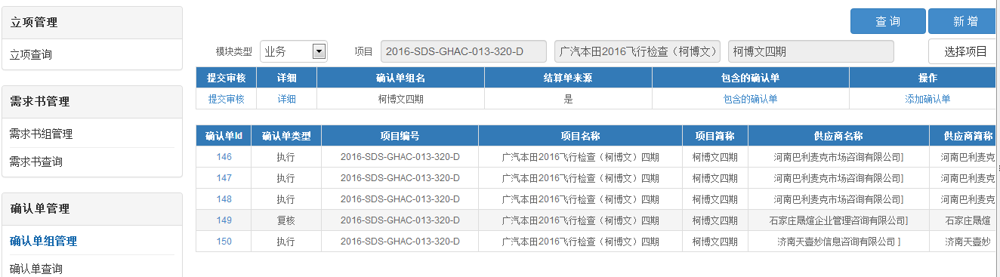 立项管理
立项查询
需求书管理
需求书组管理
需求书查询
确认单管理
确认单组管理
确认单查询
查 询 新 增
模块类型 业务 项目 2016-SDS-GHAC-013-320-D 广汽本田2016飞行检查（柯博文） 柯博文四期 选择项目
提交审核 详细 确认单组名 结算单来源 包含的确认单 操作
提交审核 详细 柯博文四期 是 包含的确认单 添加确认单
确认单Id 确认单类型 项目编号 项目名称 项目简称 供应商名称 供应商简称
146 执行 2016-SDS-GHAC-013-320-D 广汽本田2016飞行检查（柯博文）四期 柯博文四期 河南巴利麦克市场咨询有限公司] 河南巴利麦克
147 执行 2016-SDS-GHAC-013-320-D 广汽本田2016飞行检查（柯博文）四期 柯博文四期 河南巴利麦克市场咨询有限公司] 河南巴利麦克
148 执行 2016-SDS-GHAC-013-320-D 广汽本田2016飞行检查（柯博文）四期 柯博文四期 河南巴利麦克市场咨询有限公司] 河南巴利麦克
149 复核 2016-SDS-GHAC-013-320-D 广汽本田2016飞行检查（柯博文）四期 柯博文四期 石家庄晟煊企业管理咨询有限公司] 石家庄晟煊
150 执行 2016-SDS-GHAC-013-320-D 广汽本田2016飞行检查（柯博文）四期 柯博文四期 济南天壹妙信息咨询有限公司 ] 济南天壹妙